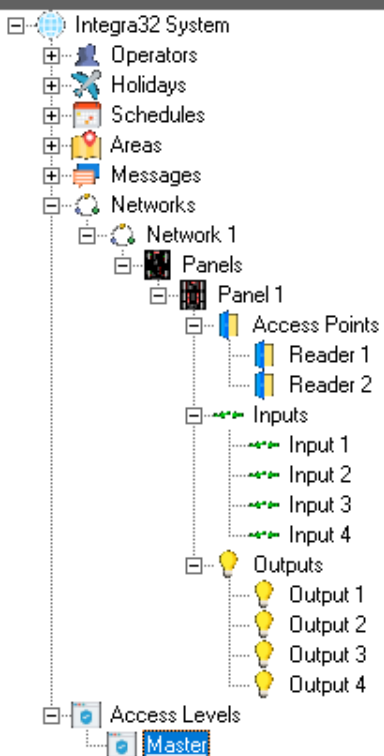 Integra32 System
Operators
Holidays
Schedules
Areas
Messages
Networks
Network 1
Panels
Panel 1
Access Points
Reader 1
Reader 2
Inputs
Input 1
Input 2
Input 3
Input 4
Outputs
Output 1
Output 2
Output 3
Output 4
Access Levels
Master